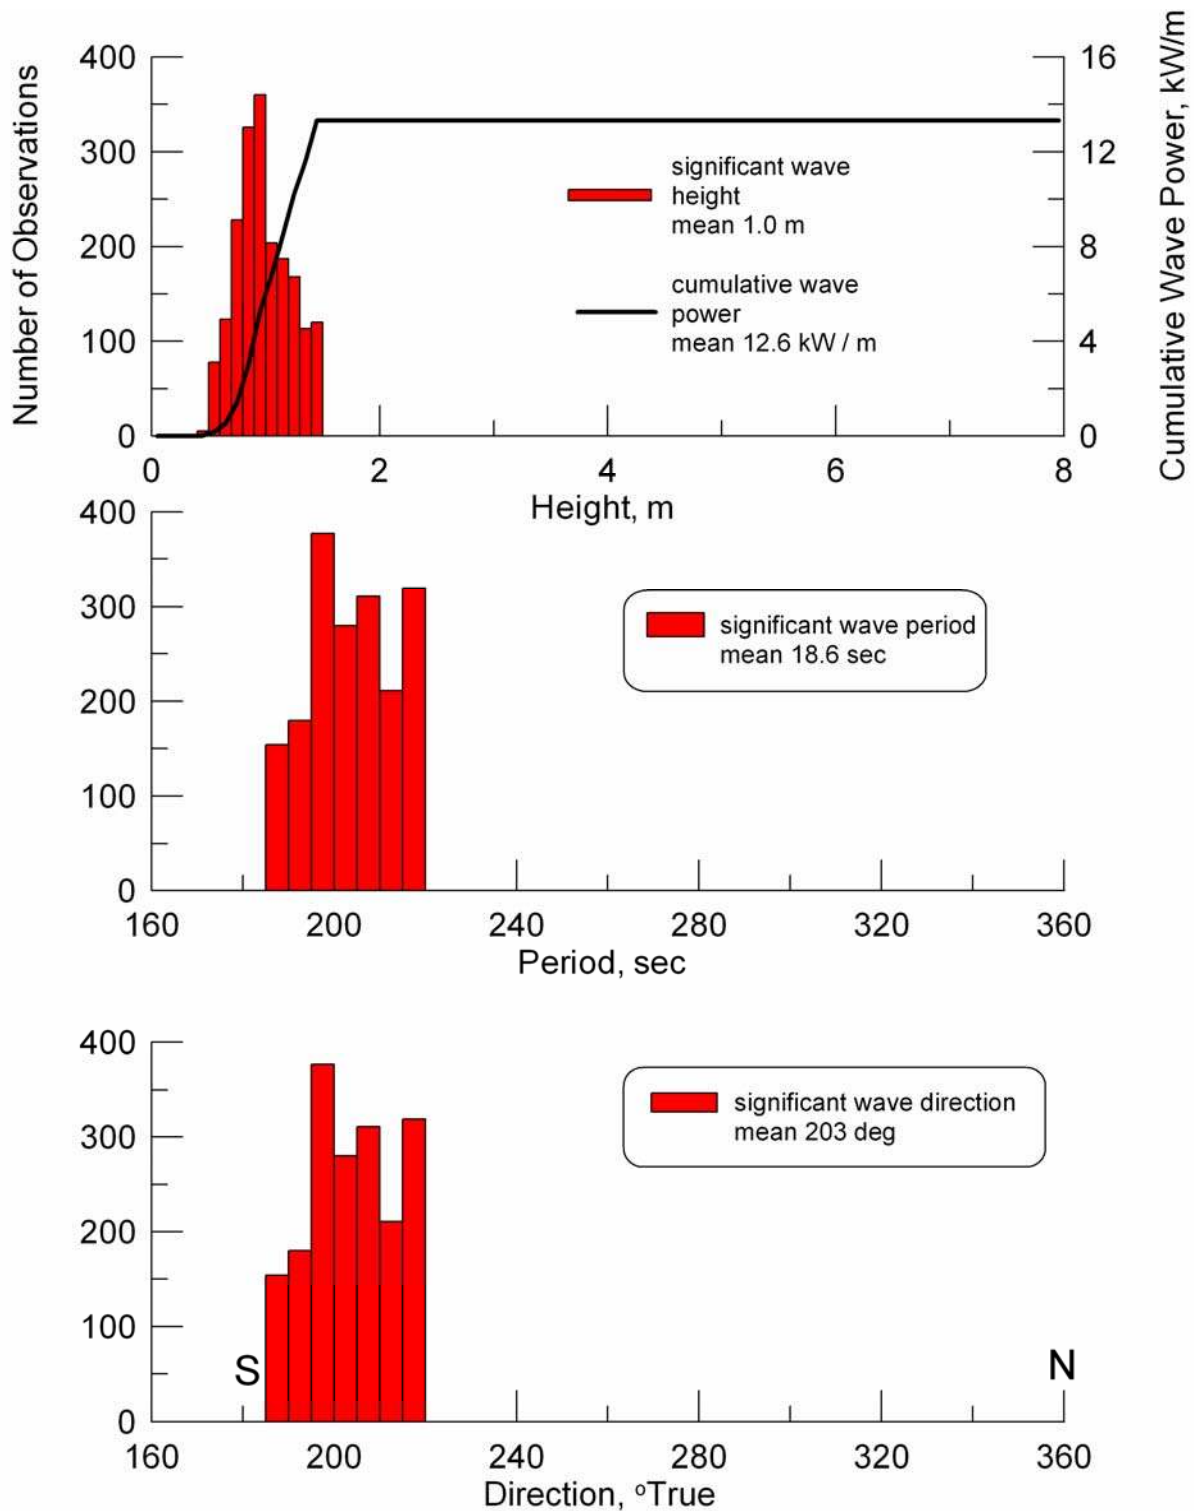 Number of Observations
400
300
200
100
0
16
12
8
4
0
Cumulative Wave Power, kW/m
significant wave
height
mean 1.0 m
cumulative wave
power
mean 12.6 kW / m
0 2 4 6 8
Height, m
400
300
200
100
0
significant wave period
mean 18.6 sec
160 200 240 280 320 360
Period, sec
400
300
200
100
0
significant wave direction
mean 203 deg
S N
160 200 240 280 320 360
Direction, °True